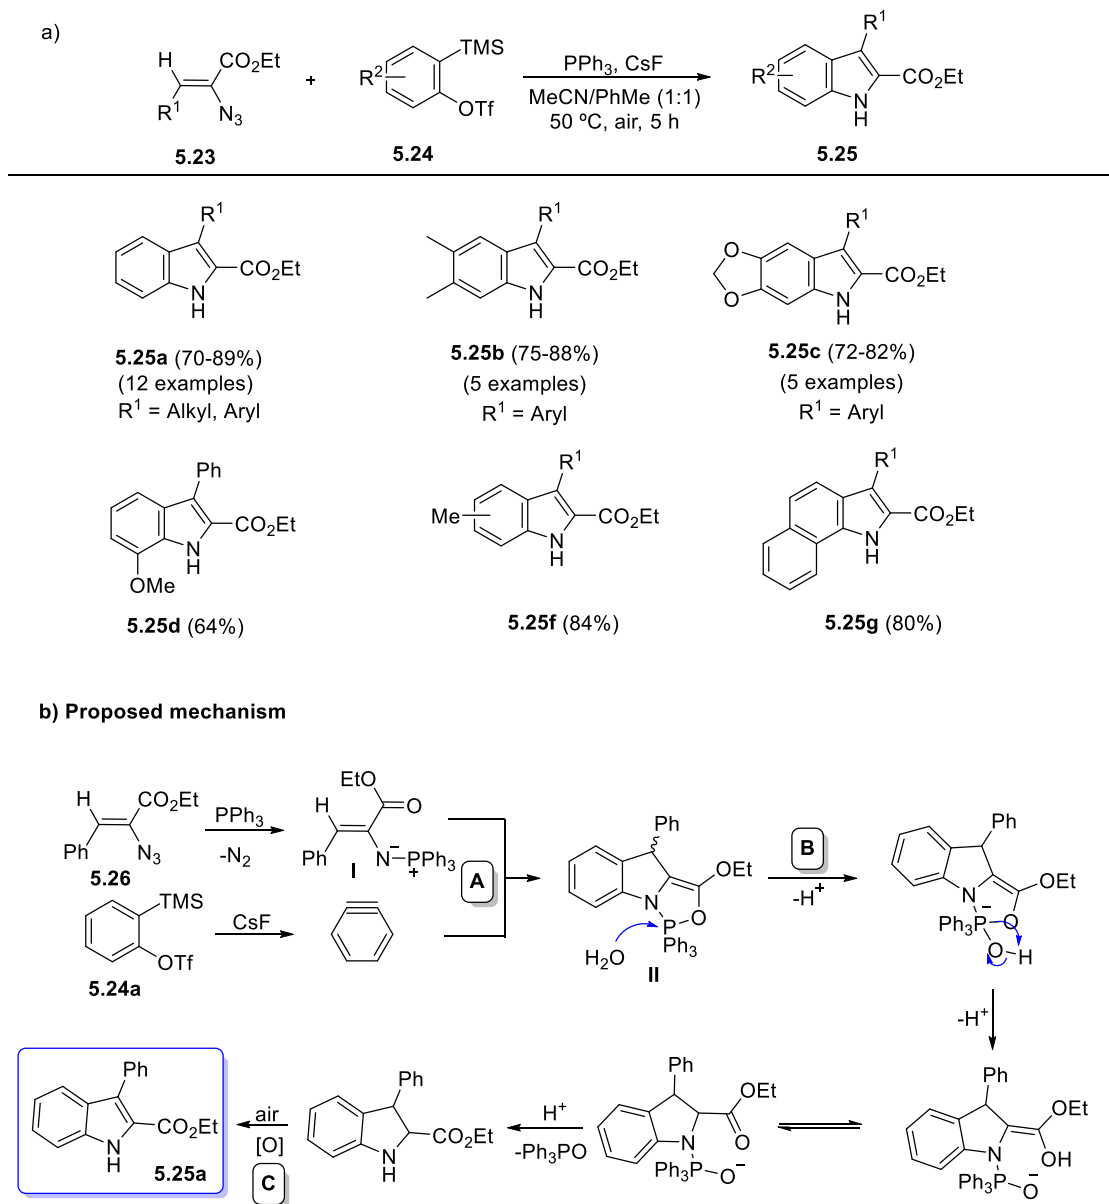 a)
H
CO2Et
R1
N3
5.23
+
TMS
R2
OTf
5.24
PPh3, CsF
MeCN/PhMe (1:1)
50 ºC, air, 5 h
R1
R2
CO2Et
N
H
5.25
R1
CO2Et
N
H
5.25a (70-89%)
(12 examples)
R1 = Alkyl, Aryl
R1
CO2Et
N
H
5.25b (75-88%)
(5 examples)
R1 = Aryl
R1
O
O
CO2Et
N
H
5.25c (72-82%)
(5 examples)
R1 = Aryl
Ph
CO2Et
N
H
OMe
5.25d (64%)
R1
Me
CO2Et
N
H
5.25f (84%)
R1
CO2Et
N
H
5.25g (80%)
b) Proposed mechanism
H
CO2Et
Ph
N3
5.26
PPh3
-N2
EtO
H
O
Ph
N
−
PPh3
+
I
TMS
OTf
5.24a
CsF
A
Ph
OEt
N
P
O
Ph3
H2O
II
B
-H+
Ph
OEt
N
−
Ph3P
O
O
H
-H+
Ph
OEt
OH
N
Ph3P
O−
Ph
OEt
O
N
Ph3P
O−
H+
-Ph3PO
Ph
CO2Et
N
H
air
[O]
C
Ph
CO2Et
N
H
5.25a